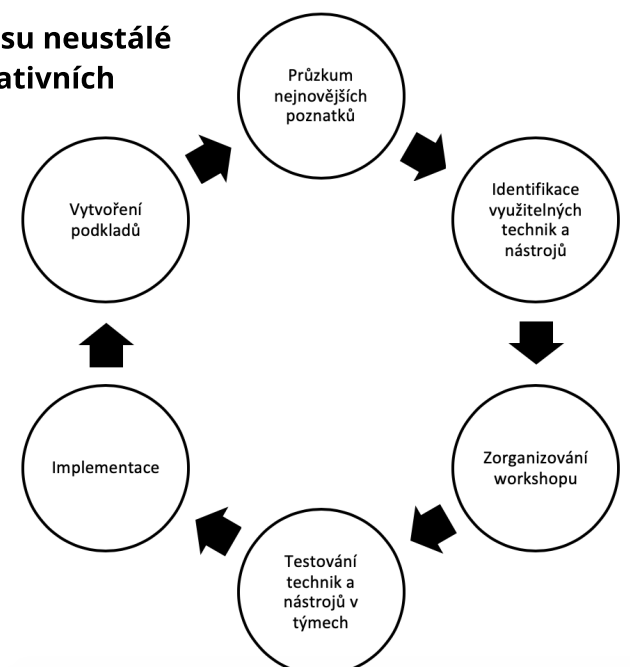 su neustálé
ativních
Průzkum
nejnovějších
poznatků
Identifikace
využitelných
technik a
nástrojů
Zorganizování
workshopu
Testování
technik a
nástrojů v
týmech
Implementace
Vytvoření
podkladů